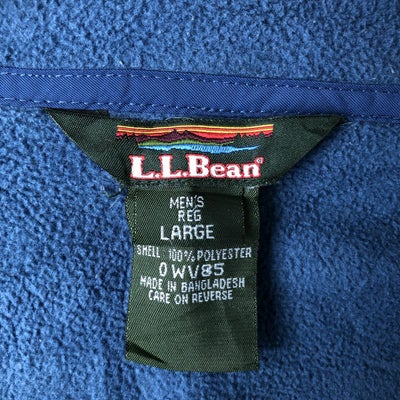 L.L.Bean
MEN'S
REG
LARGE
SHELL: 100% POLYESTER
0WV85
MADE IN BANGLADESH
CARE ON REVERSE